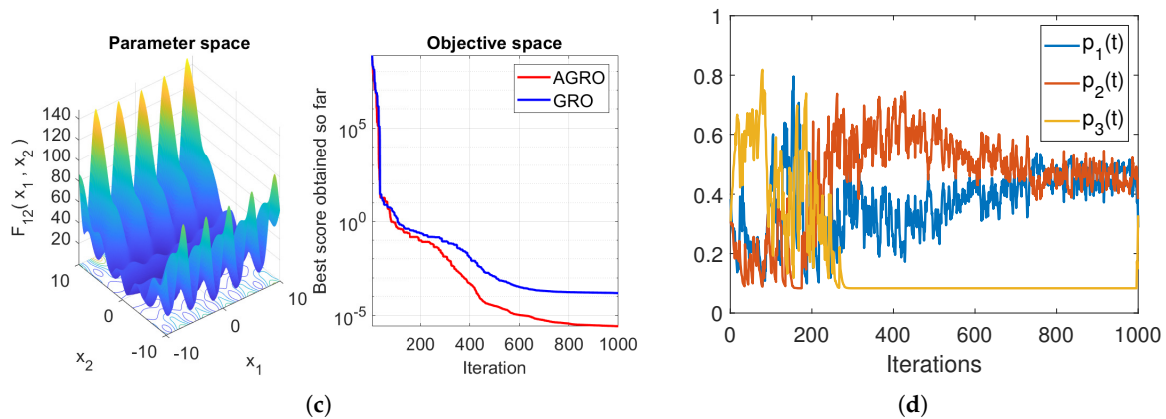 Parameter space
F12( x1 , x2 )
140
120
100
80
60
40
20
10
0
-10
x2
-10
0
10
x1
Objective space
Best score obtained so far
10^5
10^0
10^-5
200
400
600
800
1000
Iteration
AGRO
GRO
(c)
1
0.8
0.6
0.4
0.2
0
0
200
400
600
800
1000
Iterations
p1(t)
p2(t)
p3(t)
(d)